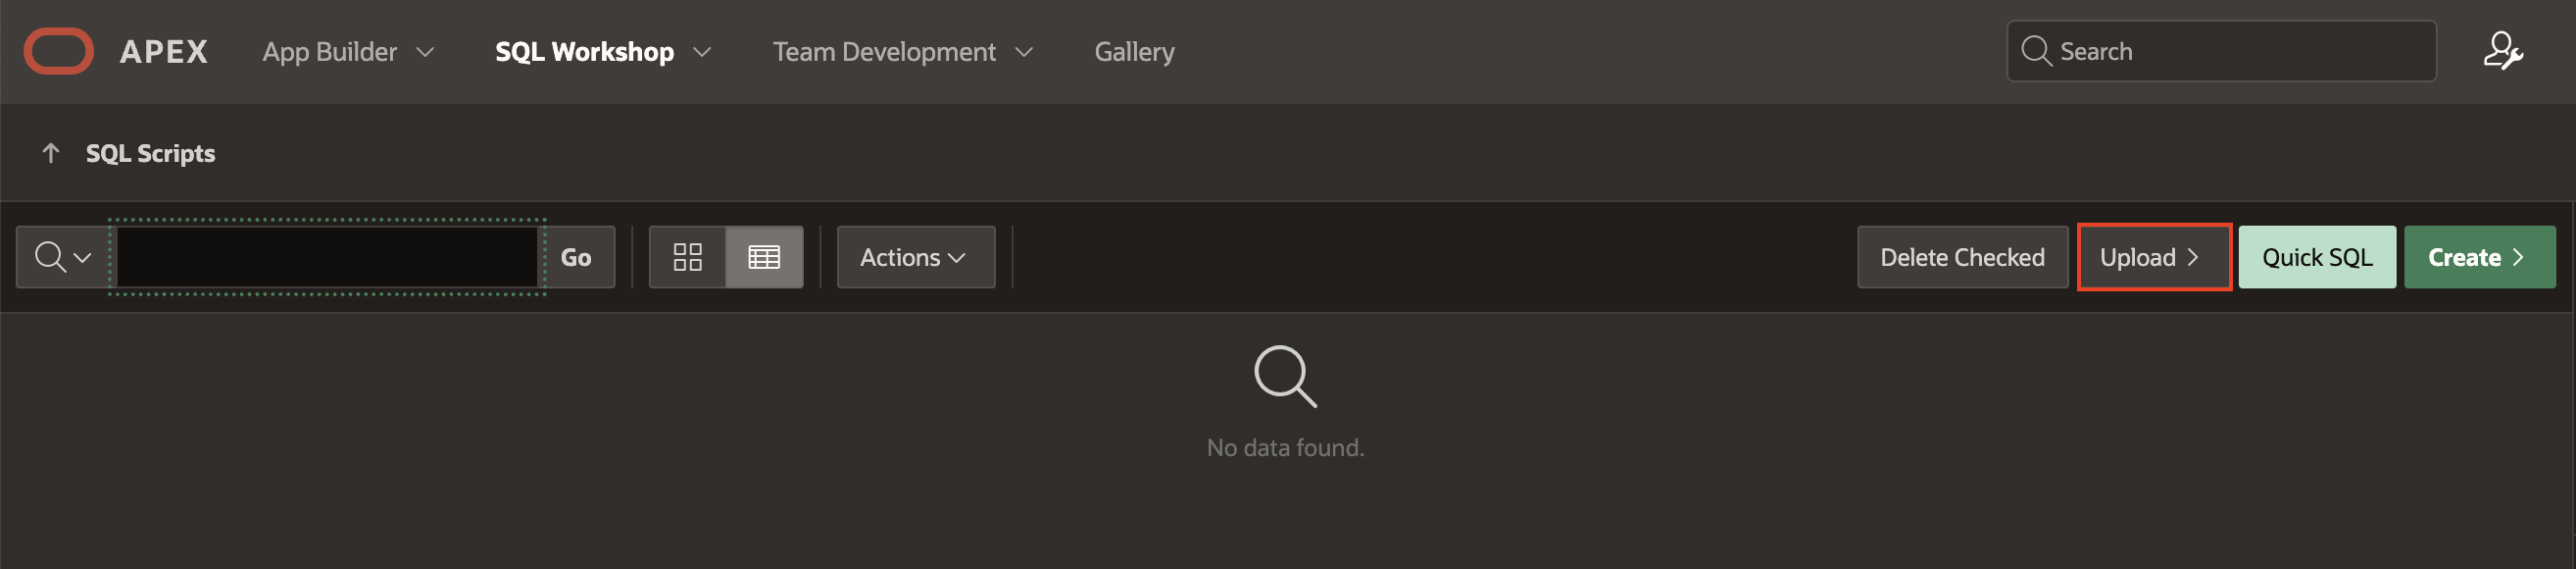 APEX App Builder SQL Workshop Team Development Gallery Search
SQL Scripts
Go Actions Delete Checked Upload Quick SQL Create
No data found.